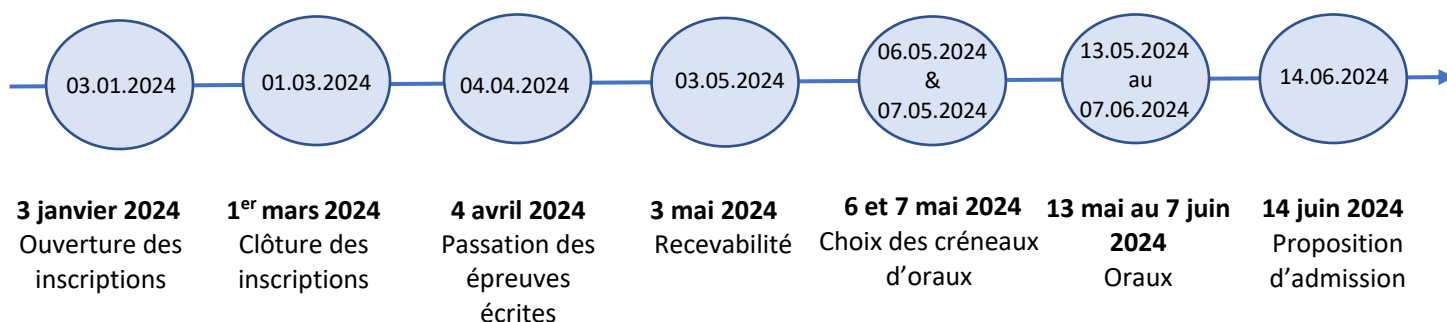 03.01.2024
01.03.2024
04.04.2024
03.05.2024
06.05.2024
&
07.05.2024
13.05.2024
au
07.06.2024
14.06.2024
3 janvier 2024
Ouverture des
inscriptions
1er mars 2024
Clôture des
inscriptions
4 avril 2024
Passation des
épreuves
écrites
3 mai 2024
Recevabilité
6 et 7 mai 2024
Choix des créneaux
d’oraux
13 mai au 7 juin
2024
Oraux
14 juin 2024
Proposition
d’admission